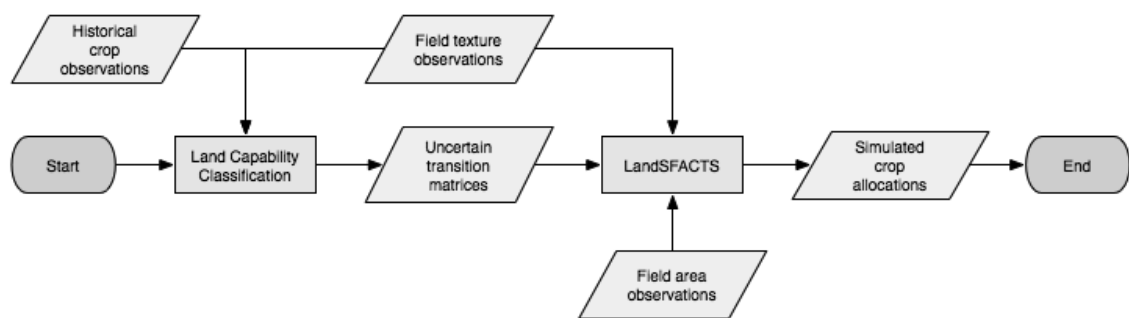 Historical
crop
observations
Field texture
observations
Start
Land Capability
Classification
Uncertain
transition
matrices
LandSFACTS
Simulated
crop
allocations
End
Field area
observations